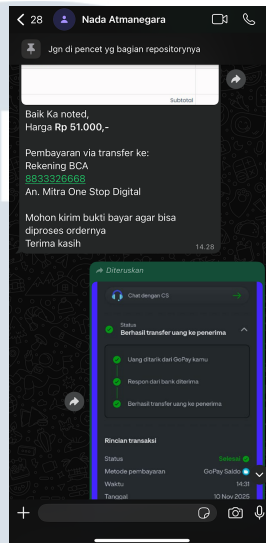 28
Nada Atmanegara
Jgn di pencet yg bagian repositorynya
Subtotal
Baik Ka noted,
Harga Rp 51.000,-
Pembayaran via transfer ke:
Rekening BCA
8833326668
An. Mitra One Stop Digital
Mohon kirim bukti bayar agar bisa
diproses ordernya
Terima kasih
14.28
Diteruskan
Chat dengan CS
Status
Berhasil transfer uang ke penerima
Uang ditarik dari GoPay kamu
Respon dari bank diterima
Berhasil transfer uang ke penerima
Rincian transaksi
Status Selesai
Metode pembayaran GoPay Saldo
Waktu 14:31
Tanggal 10 Nov 2025